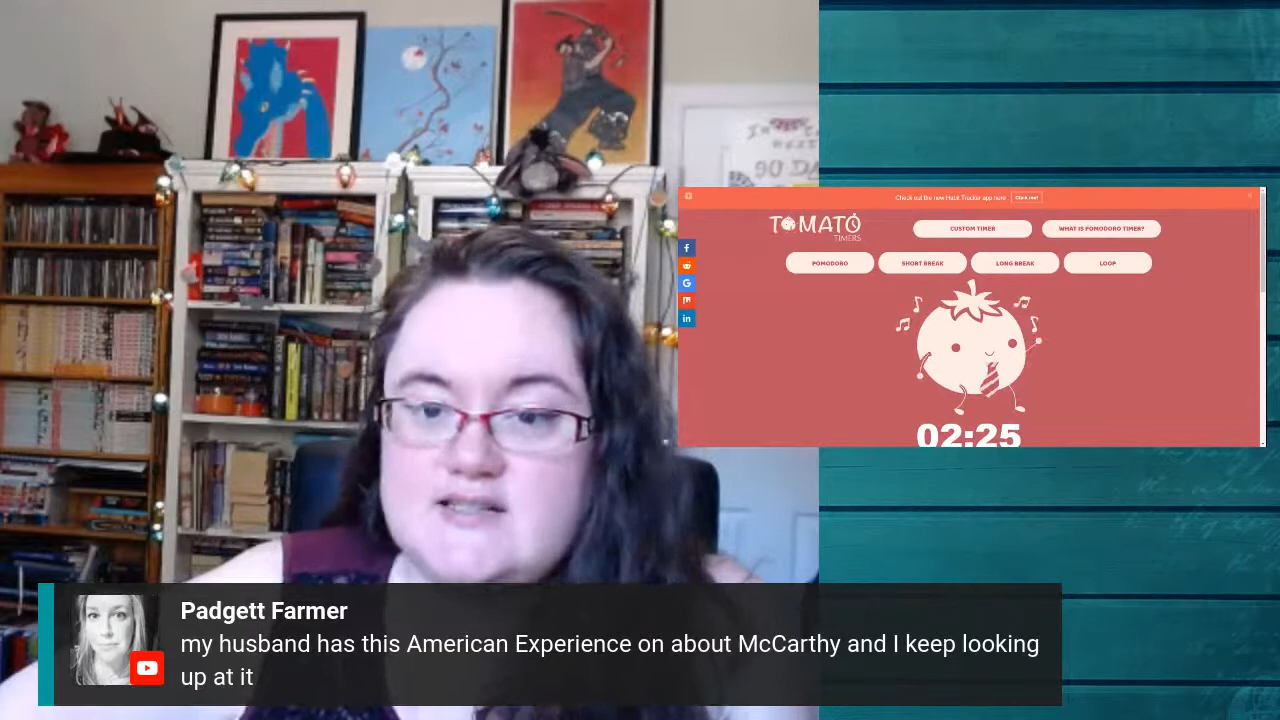 90 DA
Check out the new Habit Tracker app here Click me!
TOMATO
TIMERS
CUSTOM TIMER
WHAT IS POMODORO TIMER?
POMODORO
SHORT BREAK
LONG BREAK
LOOP
02:25
Padgett Farmer
my husband has this American Experience on about McCarthy and I keep looking
up at it